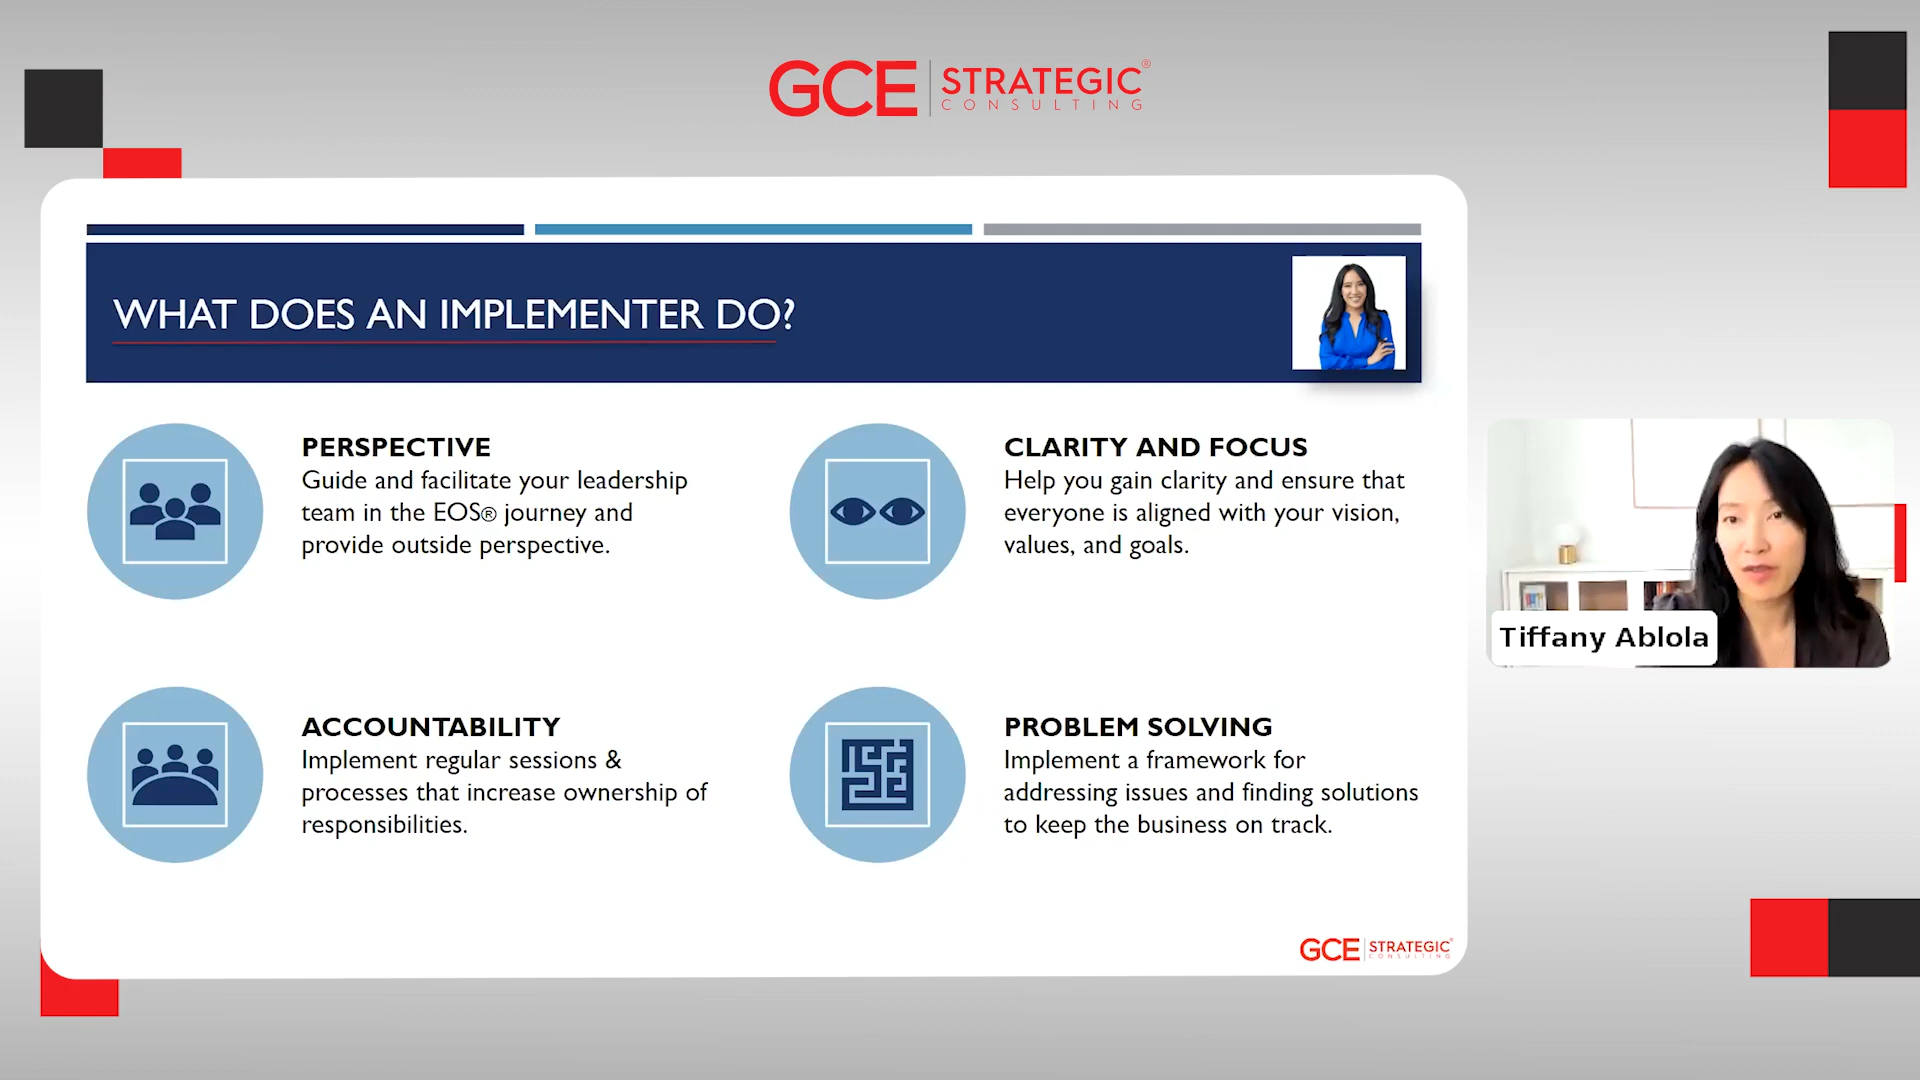 GCE STRATEGIC®
CONSULTING
WHAT DOES AN IMPLEMENTER DO?
PERSPECTIVE
Guide and facilitate your leadership
team in the EOS® journey and
provide outside perspective.
CLARITY AND FOCUS
Help you gain clarity and ensure that
everyone is aligned with your vision,
values, and goals.
ACCOUNTABILITY
Implement regular sessions &
processes that increase ownership of
responsibilities.
PROBLEM SOLVING
Implement a framework for
addressing issues and finding solutions
to keep the business on track.
Tiffany Ablola
GCE STRATEGIC®
CONSULTING